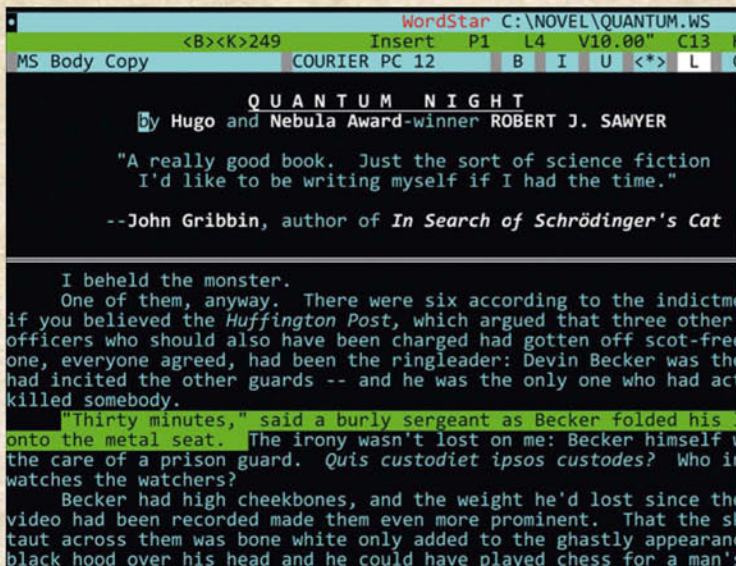 WordStar C:\NOVEL\QUANTUM.WS
<B><K>249 Insert P1 L4 V10.00" C13
MS Body Copy COURIER PC 12 B I U <*> L
Q U A N T U M N I G H T
by Hugo and Nebula Award-winner ROBERT J. SAWYER
"A really good book. Just the sort of science fiction
I'd like to be writing myself if I had the time."
--John Gribbin, author of In Search of Schrödinger's Cat
I beheld the monster.
One of them, anyway. There were six according to the indictme
if you believed the Huffington Post, which argued that three other
officers who should also have been charged had gotten off scot-free
one, everyone agreed, had been the ringleader: Devin Becker was the
had incited the other guards -- and he was the only one who had act
killed somebody.
"Thirty minutes," said a burly sergeant as Becker folded his
onto the metal seat. The irony wasn't lost on me: Becker himself w
the care of a prison guard. Quis custodiet ipsos custodes? Who
watches the watchers?
Becker had high cheekbones, and the weight he'd lost since the
video had been recorded made them even more prominent. That the sk
taut across them was bone white only added to the ghastly appearan
black hood over his head and he could have played chess for a man's